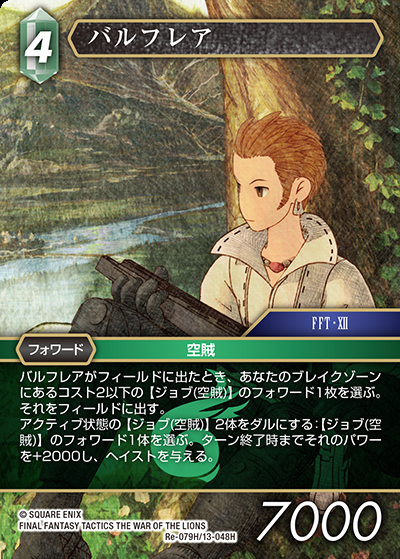 4
バルフレア
FFT・XII
フォワード
空賊
バルフレアがフィールドに出たとき、あなたのブレイクゾーン
にあるコスト2以下の【ジョブ(空賊)】のフォワード1枚を選ぶ。
それをフィールドに出す。
アクティブ状態の【ジョブ(空賊)】2体をダルにする:【ジョブ(空
賊)】のフォワード1体を選ぶ。ターン終了時までそれのパワー
を+2000し、ヘイストを与える。
© SQUARE ENIX
FINAL FANTASY TACTICS THE WAR OF THE LIONS
Re-079H/13-048H
7000